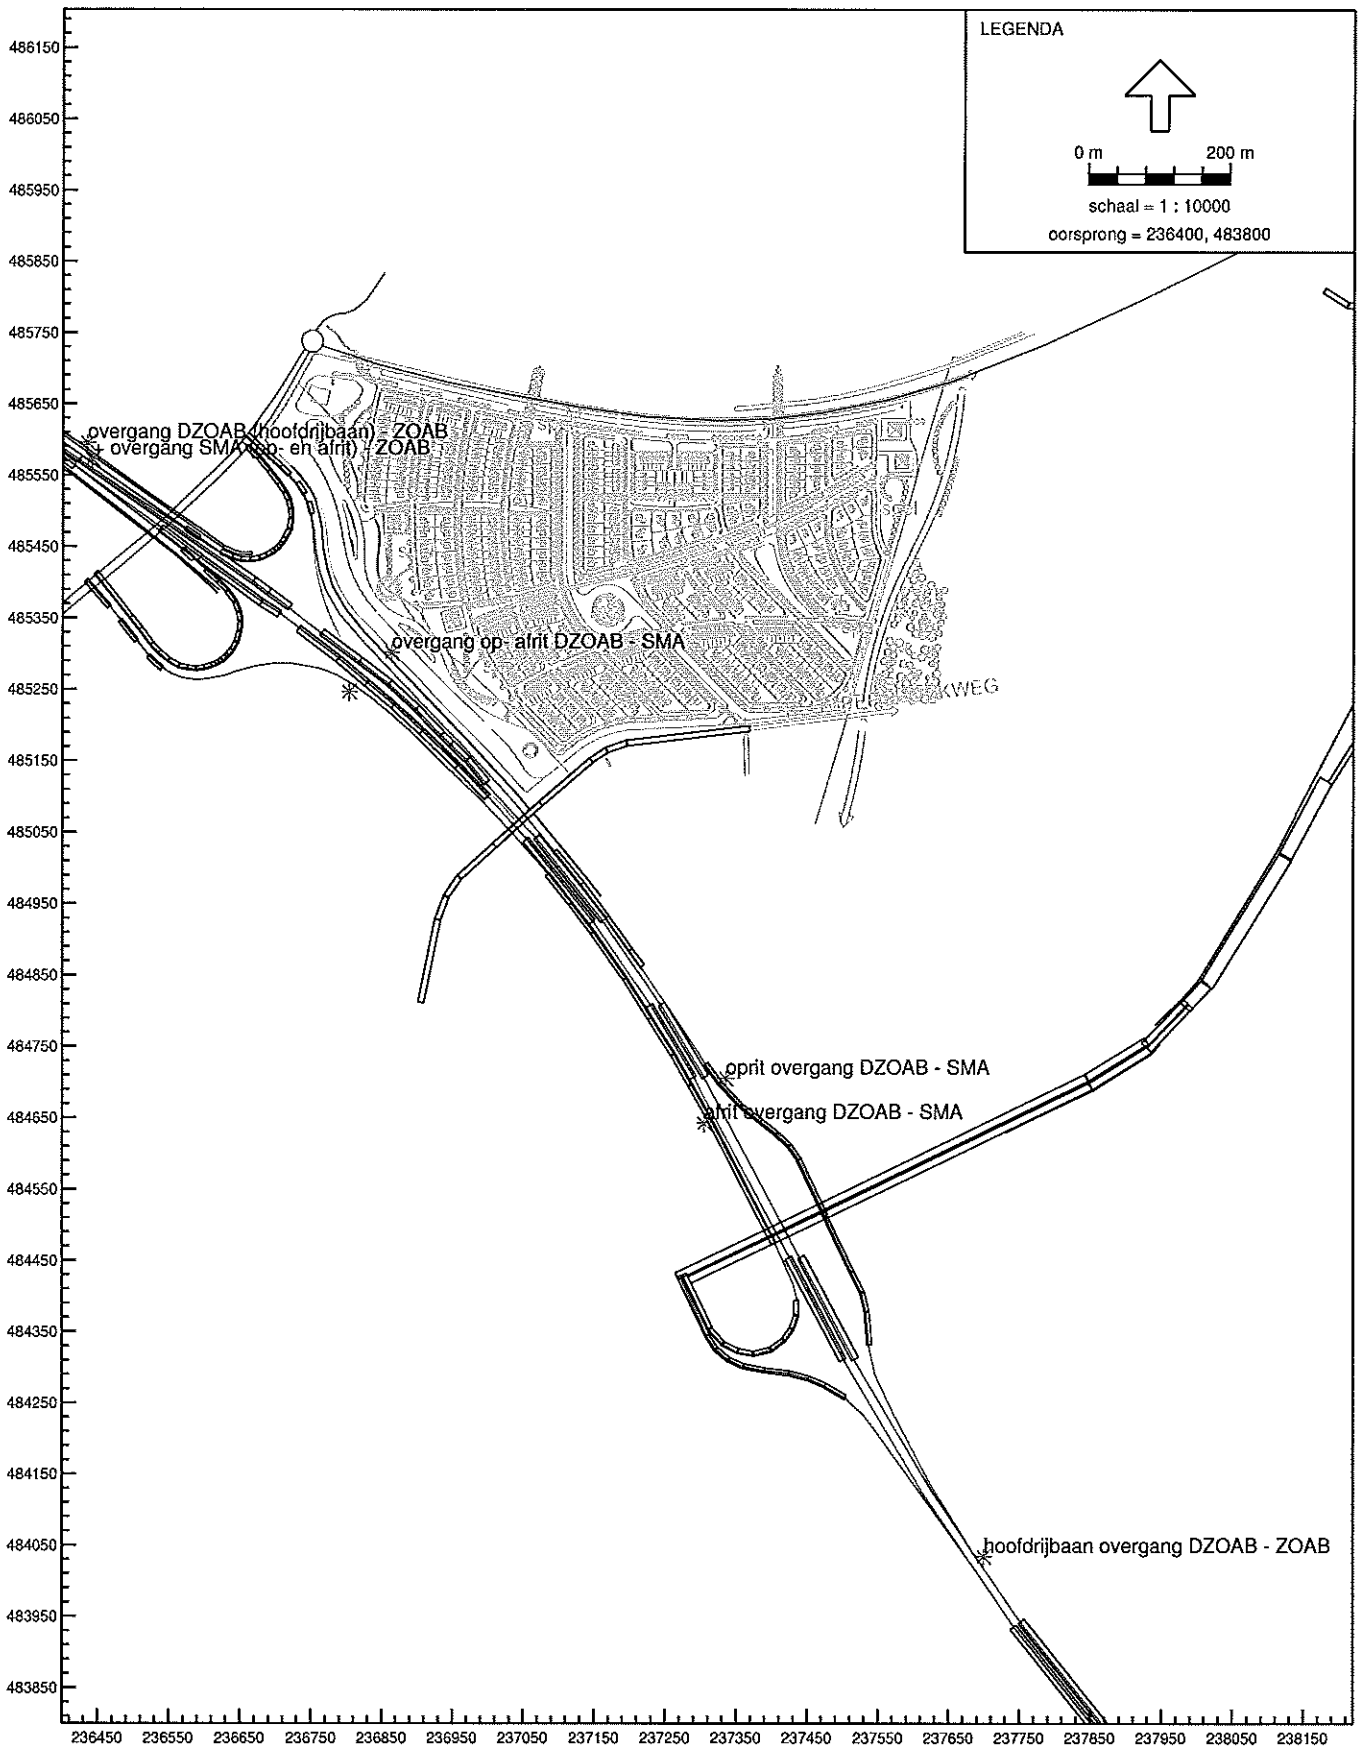 LEGENDA
0 m 200 m
schaal = 1 : 10000
oorsprong = 236400, 483800
486150
486050
485950
485850
485750
485650
485550
485450
485350
485250
485150
485050
484950
484850
484750
484650
484550
484450
484350
484250
484150
484050
483950
483850
overgang DZOAB (hoofdrijbaan) - ZOAB
overgang SMA (op- en afrit) - ZOAB
overgang op- afrit DZOAB - SMA
KWEG
oprit overgang DZOAB - SMA
afrit overgang DZOAB - SMA
hoofdrijbaan overgang DZOAB - ZOAB
236450 236550 236650 236750 236850 236950 237050 237150 237250 237350 237450 237550 237650 237750 237850 237950 238050 238150